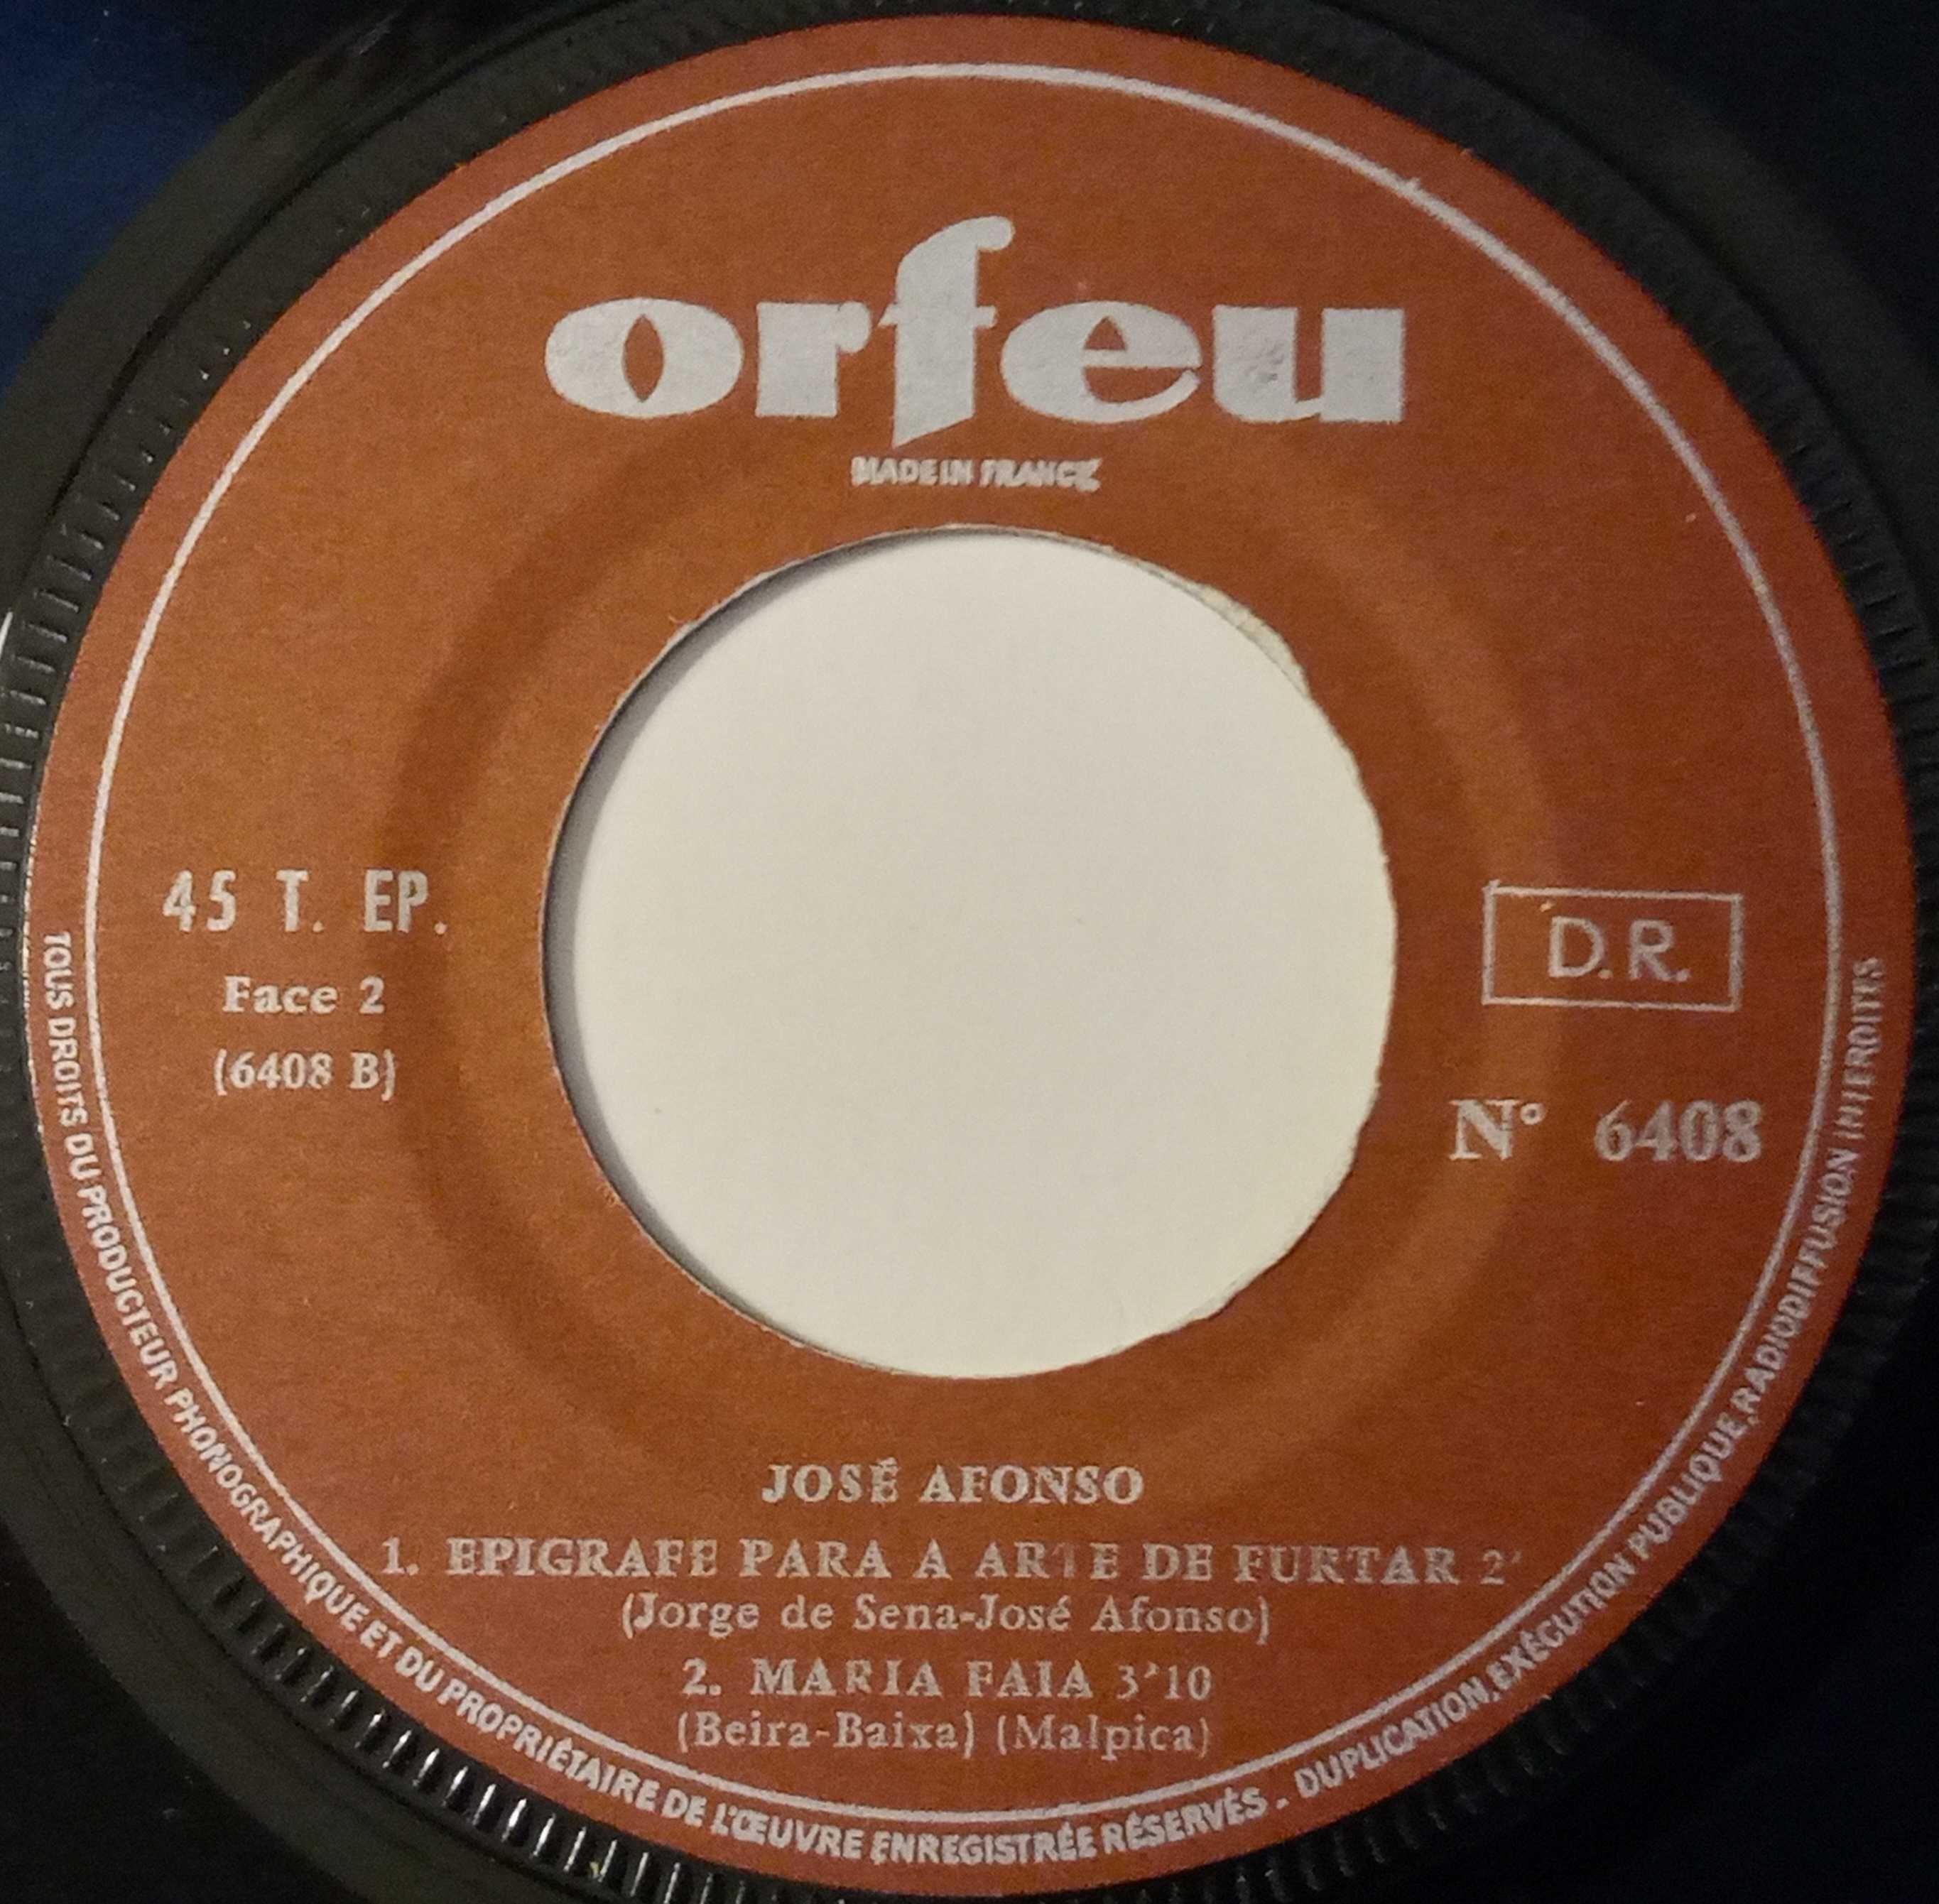 orfeu
MADE IN FRANCE
45 T. EP.
Face 2
(6408 B)
D.R.
N° 6408
JOSÉ AFONSO
1. EPIGRAFE PARA A ARTE DE FURTAR 2'
(Jorge de Sena-José Afonso)
2. MARIA FAIA 3'10
(Beira-Baixa) (Malpica)
TOUS DROITS DU PRODUCTEUR PHONOGRAPHIQUE ET DU PROPRIÉTAIRE DE L'ŒUVRE ENREGISTRÉE RÉSERVÉS. DUPLICATION, EXÉCUTION PUBLIQUE, RADIODIFFUSION INTERDITES